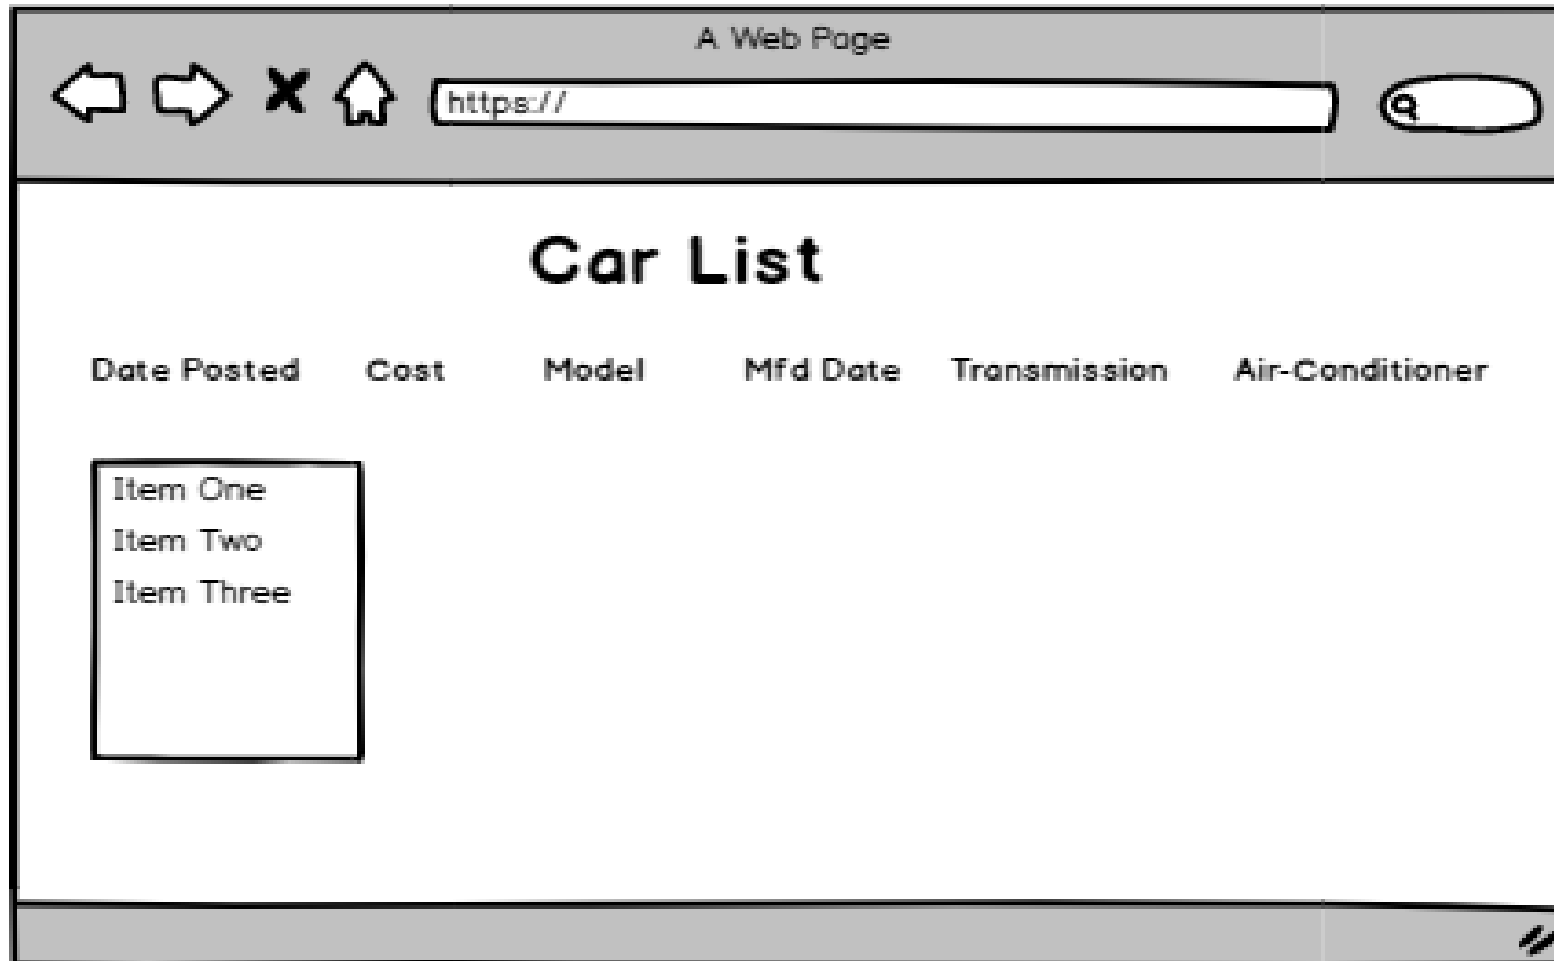 A Web Page
https://
Car List
Date Posted Cost Model Mfd Date Transmission Air-Conditioner
Item One
Item Two
Item Three